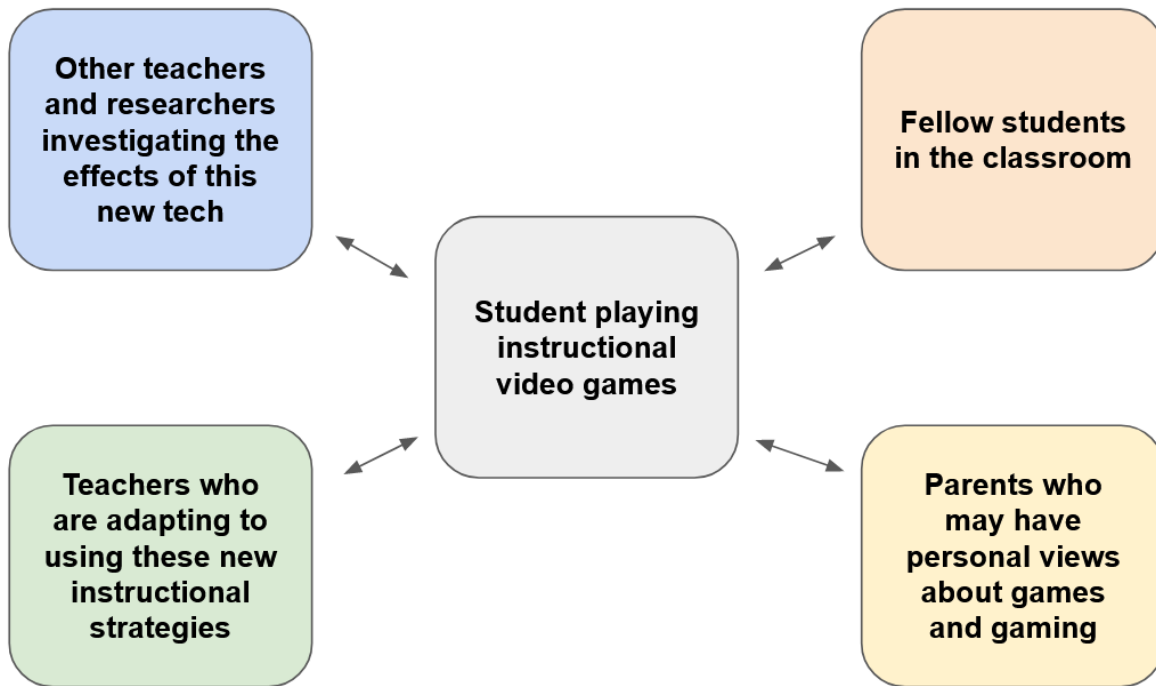 Other teachers
and researchers
investigating the
effects of this
new tech
Fellow students
in the classroom
Student playing
instructional
video games
Teachers who
are adapting to
using these new
instructional
strategies
Parents who
may have
personal views
about games
and gaming